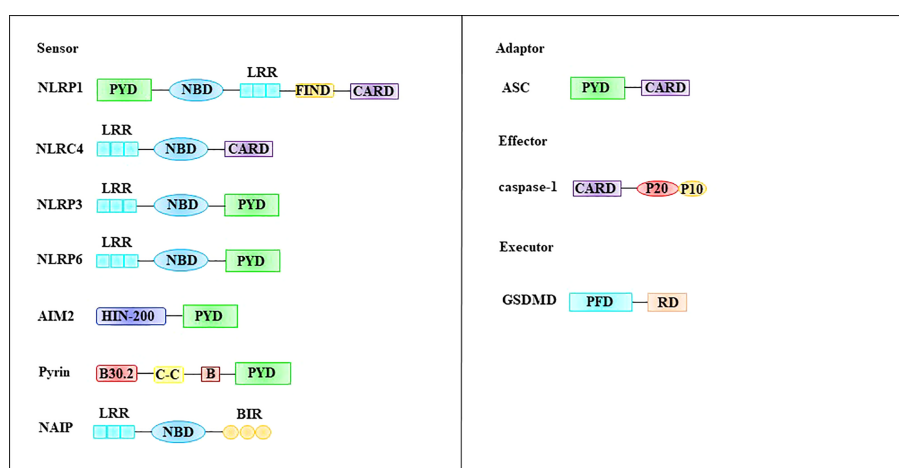 Sensor
LRR
NLRP1 PYD NBD FIND CARD
LRR
NLRC4 NBD CARD
LRR
NLRP3 NBD PYD
LRR
NLRP6 NBD PYD
AIM2 HIN-200 PYD
Pyrin B30.2 C-C B PYD
LRR BIR
NAIP NBD
Adaptor
ASC PYD CARD
Effector
caspase-1 CARD P20 P10
Executor
GSDMD PFD RD